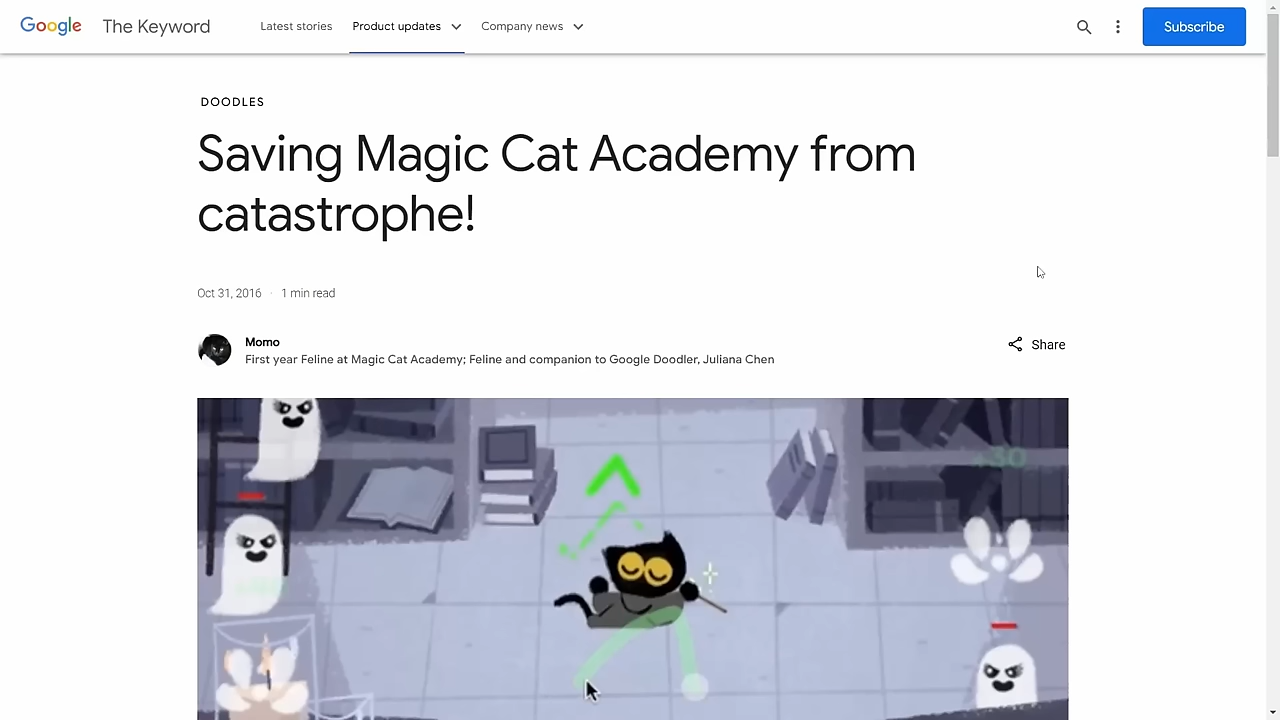 Google The Keyword Latest stories Product updates Company news Subscribe
DOODLES
Saving Magic Cat Academy from
catastrophe!
Oct 31, 2016 · 1 min read
Momo
First year Feline at Magic Cat Academy; Feline and companion to Google Doodler, Juliana Chen
Share
+30